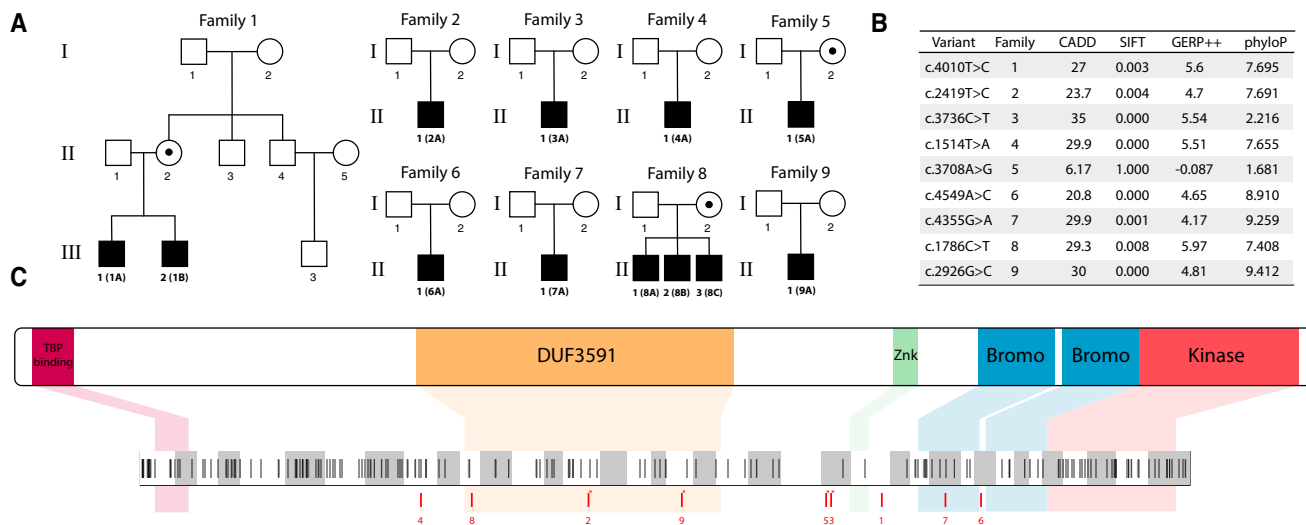 A
Family 1
Family 2
Family 3
Family 4
Family 5
I
1
2
I
1
2
I
1
2
I
1
2
I
1
2
II
1
2
3
4
5
II
1 (2A)
II
1 (3A)
II
1 (4A)
II
1 (5A)
Family 6
Family 7
Family 8
Family 9
I
1
2
I
1
2
I
1
2
I
1
2
III
1 (1A)
2 (1B)
3
II
1 (6A)
II
1 (7A)
II
1 (8A)
2 (8B)
3 (8C)
II
1 (9A)
B
Variant Family CADD SIFT GERP++ phyloP
c.4010T>C 1 27 0.003 5.6 7.695
c.2419T>C 2 23.7 0.004 4.7 7.691
c.3736C>T 3 35 0.000 5.54 2.216
c.1514T>A 4 29.9 0.000 5.51 7.655
c.3708A>G 5 6.17 1.000 -0.087 1.681
c.4549A>C 6 20.8 0.000 4.65 8.910
c.4355G>A 7 29.9 0.001 4.17 9.259
c.1786C>T 8 29.3 0.008 5.97 7.408
c.2926G>C 9 30 0.000 4.81 9.412
C
TBP
binding
DUF3591
Znk
Bromo
Bromo
Kinase
* * * *
4 8 2 9 53 1 7 6